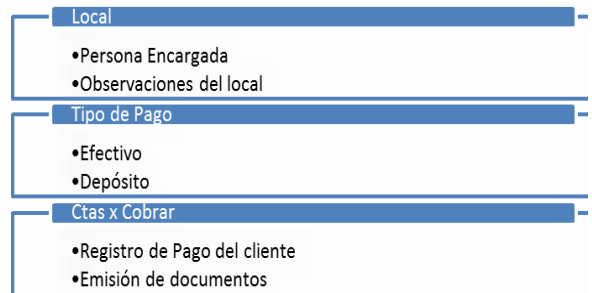 Local
•Persona Encargada
•Observaciones del local
Tipo de Pago
•Efectivo
•Depósito
Ctas x Cobrar
•Registro de Pago del cliente
•Emisión de documentos